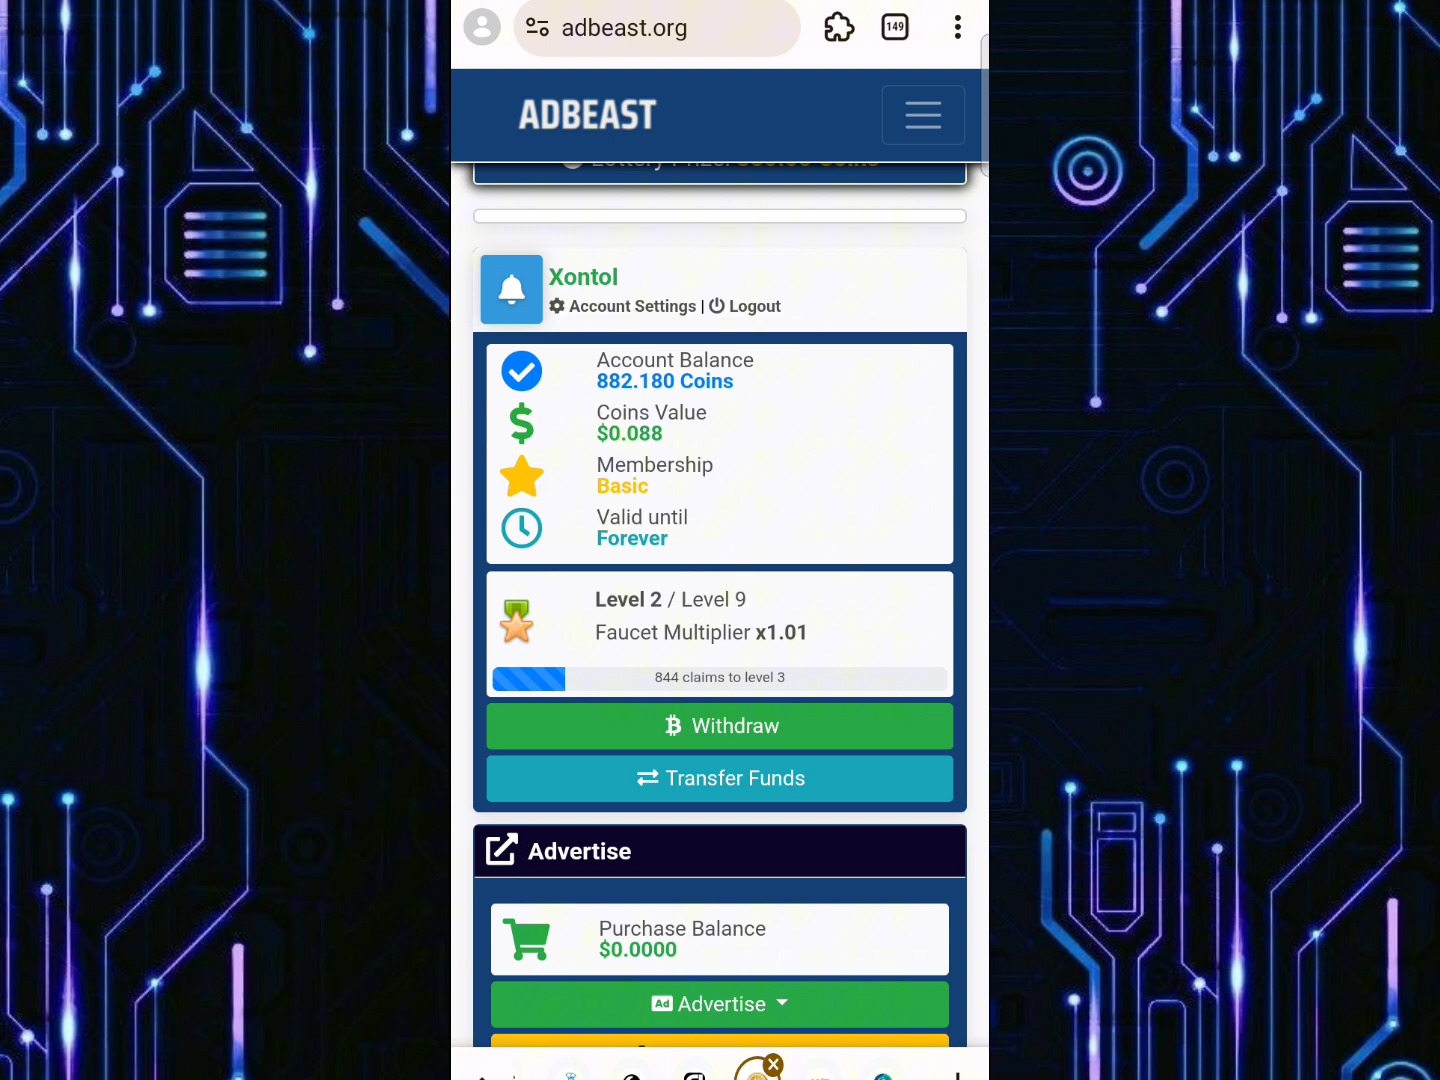 adbeast.org
149
ADBEAST
Xontol
Account Settings | Logout
Account Balance
882.180 Coins
Coins Value
$0.088
Membership
Basic
Valid until
Forever
Level 2 / Level 9
Faucet Multiplier x1.01
844 claims to level 3
Withdraw
Transfer Funds
Advertise
Purchase Balance
$0.0000
Ad Advertise